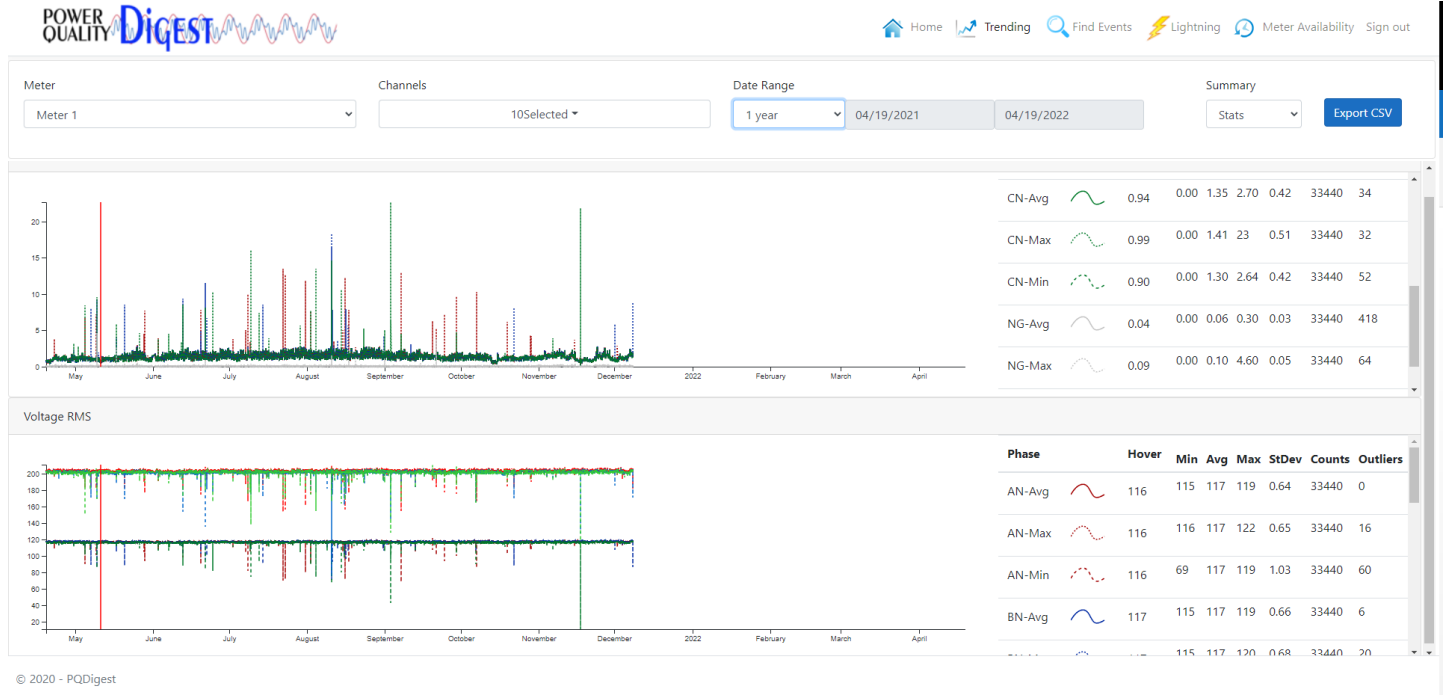 POWER QUALITY DiGEST
Home Trending Find Events Lightning Meter Availability Sign out
Meter Channels Date Range Summary
Meter 1 10Selected 1 year 04/19/2021 04/19/2022 Stats Export CSV
CN-Avg 0.94 0.00 1.35 2.70 0.42 33440 34
CN-Max 0.99 0.00 1.41 23 0.51 33440 32
CN-Min 0.90 0.00 1.30 2.64 0.42 33440 52
NG-Avg 0.04 0.00 0.06 0.30 0.03 33440 418
NG-Max 0.09 0.00 0.10 4.60 0.05 33440 64
20
15
10
5
0
May June July August September October November December 2022 February March April
Voltage RMS
Phase Hover Min Avg Max StDev Counts Outliers
AN-Avg 116 115 117 119 0.64 33440 0
AN-Max 116 116 117 122 0.65 33440 16
AN-Min 116 69 117 119 1.03 33440 60
BN-Avg 117 115 117 119 0.66 33440 6
115 117 120 0.68 33440 20
200
180
160
140
120
100
80
60
40
20
May June July August September October November December 2022 February March April
© 2020 - PQDigest